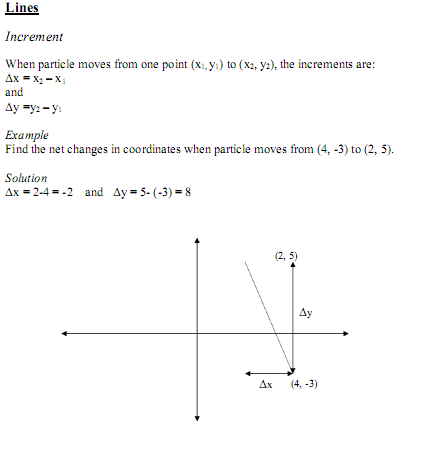 Lines
Increment
When particle moves from one point (x₁,y₁) to (x₂, y₂), the increments are:
Δx = x₂ – x₁
and
Δy =y₂ – y₁
Example
Find the net changes in coordinates when particle moves from (4, -3) to (2, 5).
Solution
Δx = 2-4 = -2 and Δy = 5- (-3) = 8
(2, 5)
Δy
Δx (4, -3)